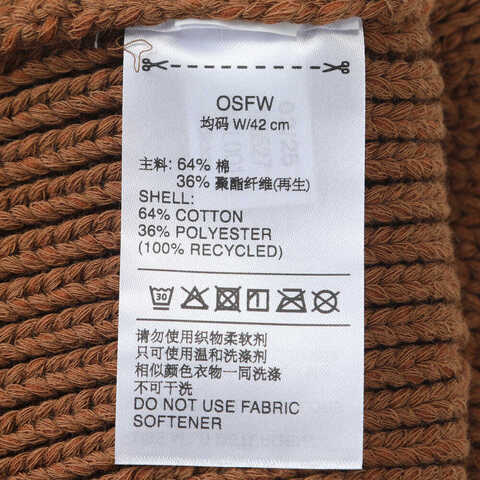 OSFW
均码 W/42 cm
主料: 64% 棉
36% 聚酯纤维(再生)
SHELL:
64% COTTON
36% POLYESTER
(100% RECYCLED)
30
请勿使用织物柔软剂
只可使用温和洗涤剂
相似颜色衣物一同洗涤
不可干洗
DO NOT USE FABRIC
SOFTENER